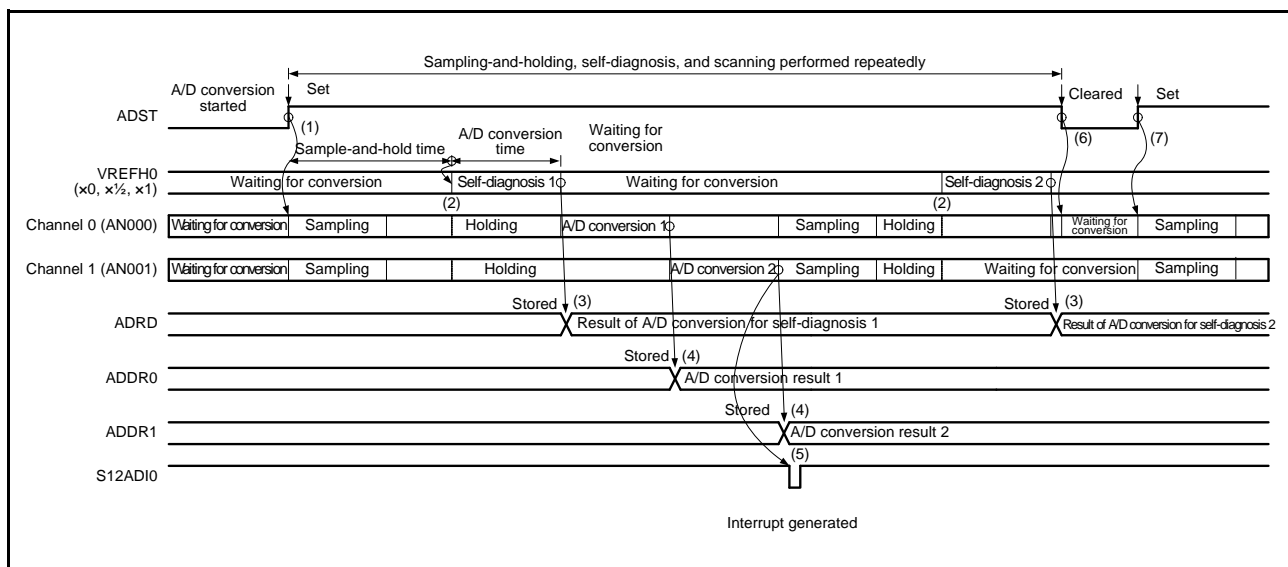 Sampling-and-holding, self-diagnosis, and scanning performed repeatedly
A/D conversion
started
Set
Cleared
Set
ADST
(1)
(6)
(7)
Sample-and-hold time
A/D conversion
time
Waiting for
conversion
VREFH0
(×0, ×½, ×1)
Waiting for conversion
Self-diagnosis 1
Waiting for conversion
Self-diagnosis 2
(2)
(2)
Channel 0 (AN000)
Waiting for conversion
Sampling
Holding
A/D conversion 1
Sampling
Holding
Waiting for
conversion
Sampling
Channel 1 (AN001)
Waiting for conversion
Sampling
Holding
A/D conversion 2
Sampling
Holding
Waiting for conversion
Sampling
Stored
(3)
Stored
(3)
ADRD
Result of A/D conversion for self-diagnosis 1
Result of A/D conversion for self-diagnosis 2
Stored
(4)
ADDR0
A/D conversion result 1
Stored
(4)
ADDR1
A/D conversion result 2
(5)
S12ADI0
Interrupt generated